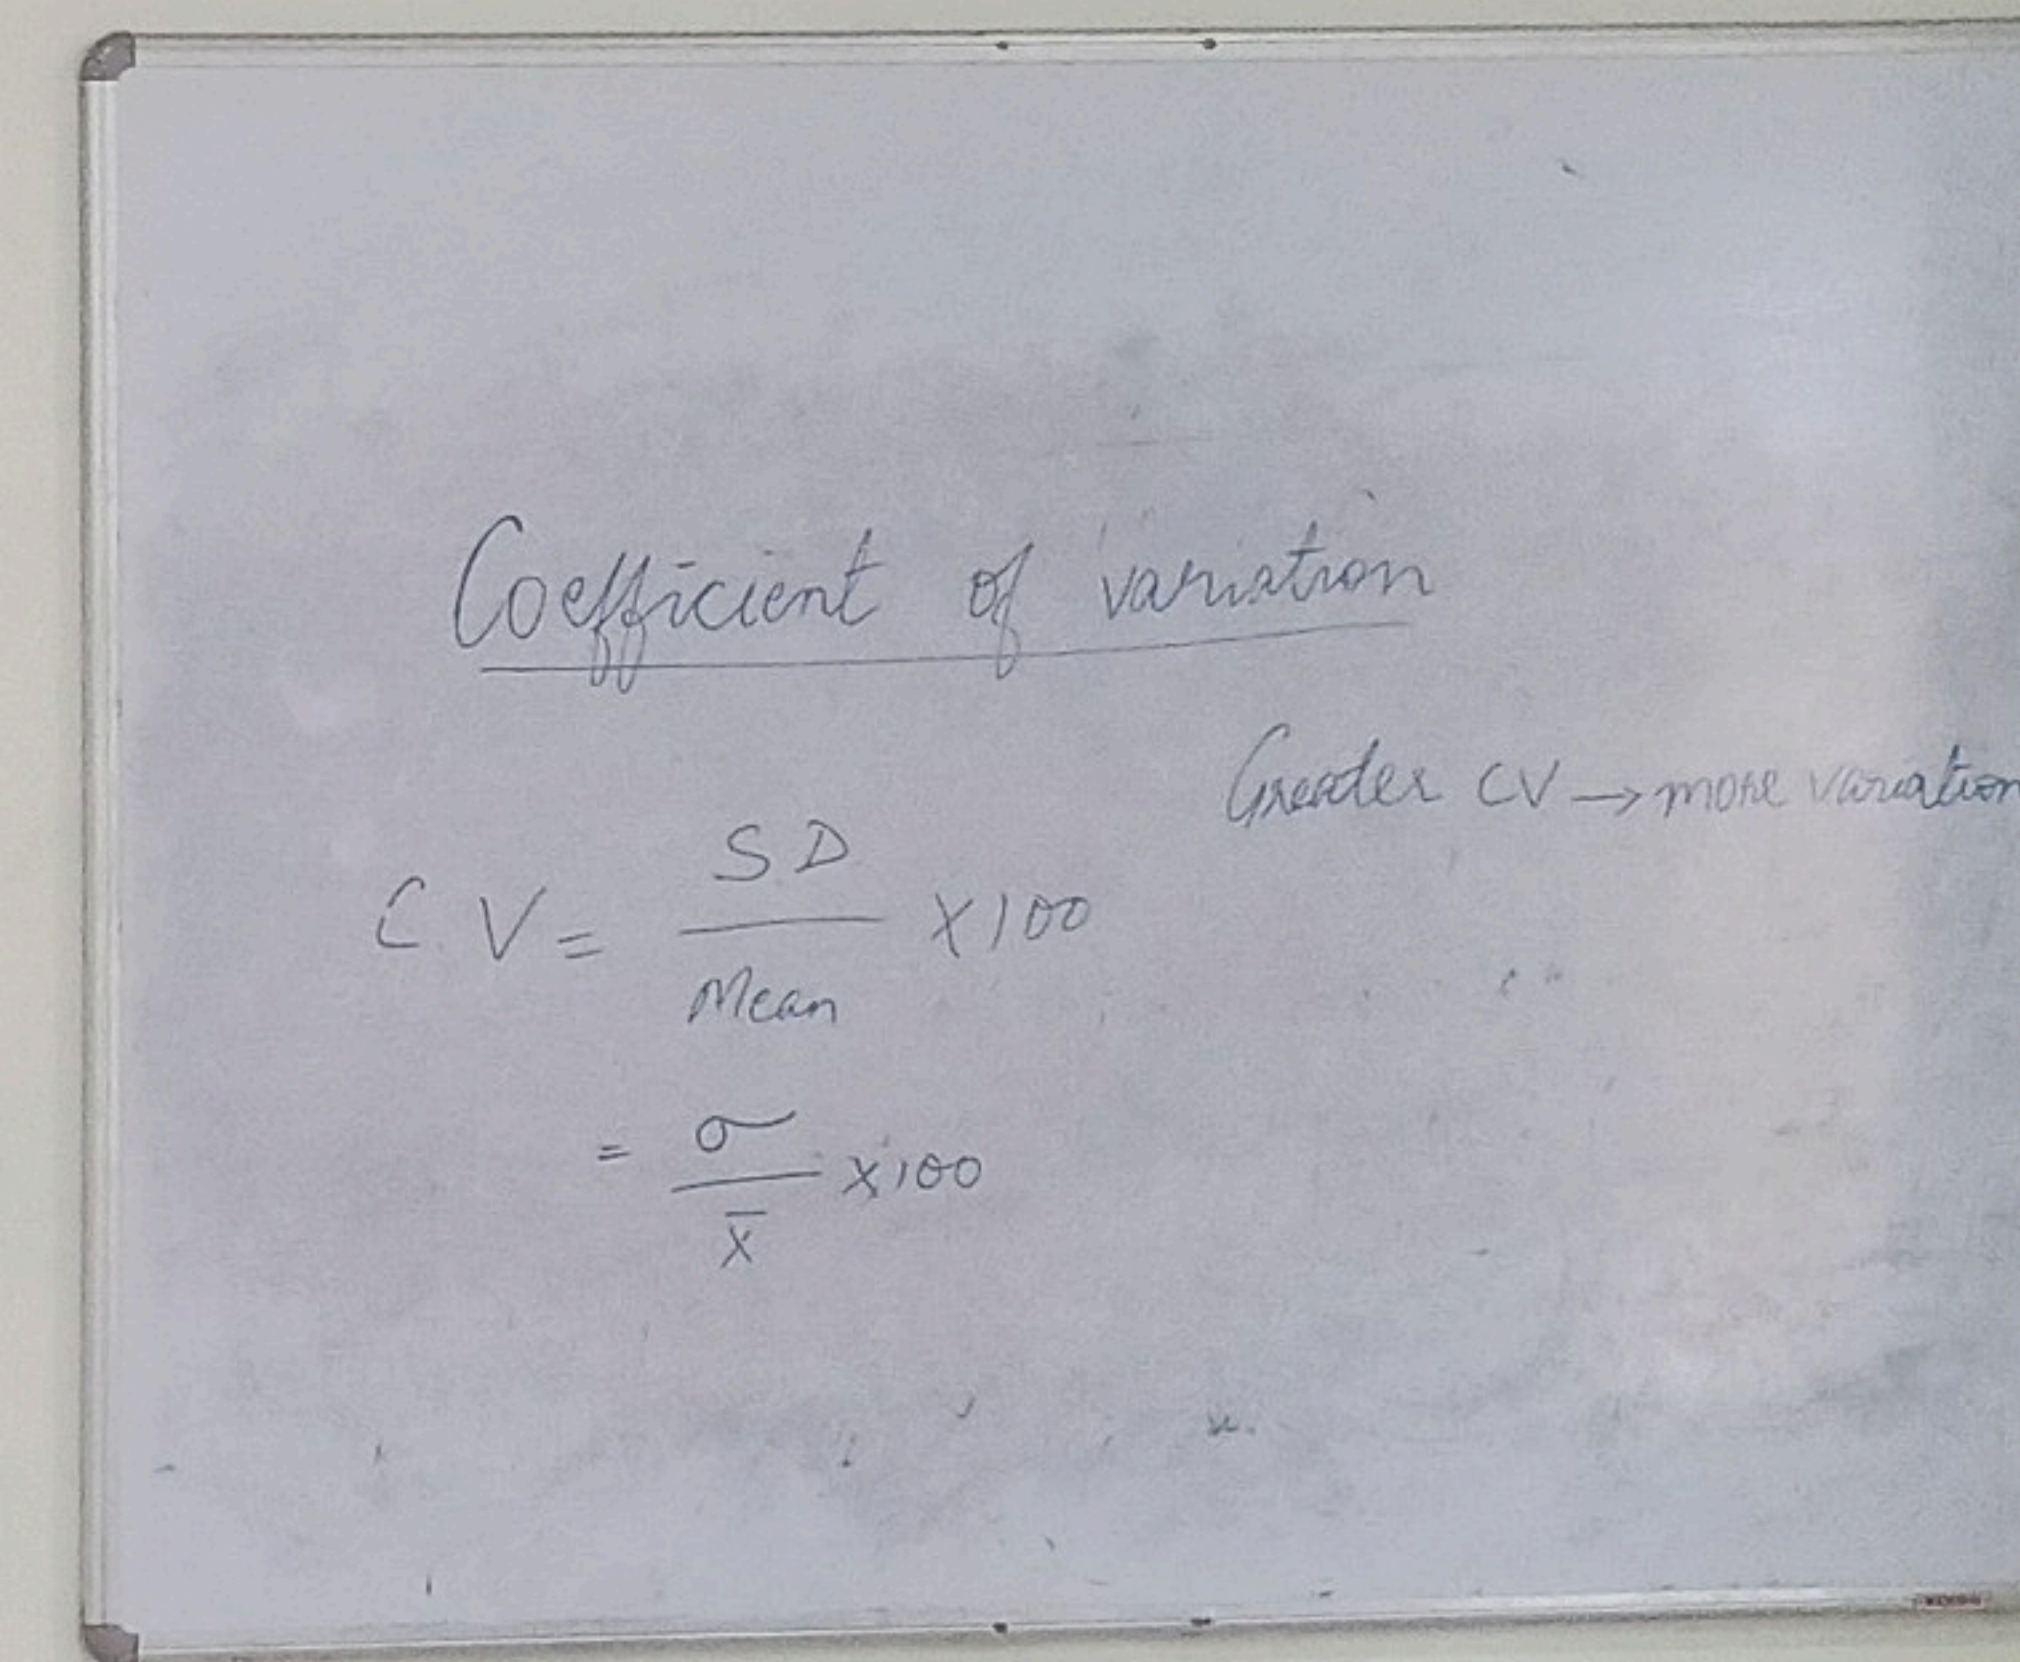 Coefficient of variation
Greater CV → more variation
C.V = SD / Mean × 100
= σ / x̄ × 100